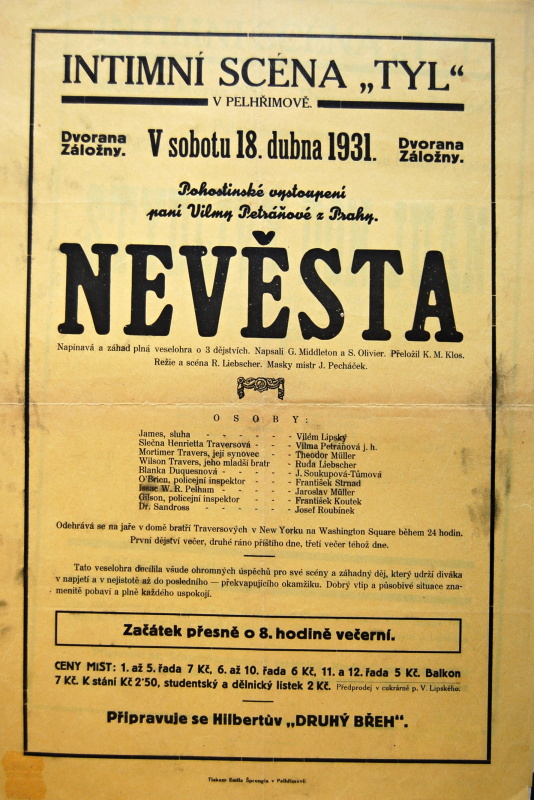 INTIMNÍ SCÉNA „TYL“
V PELHŘIMOVĚ.
Dvorana Záložny. V sobotu 18. dubna 1931. Dvorana Záložny.
Pohostinské vystoupení
paní Vilmy Petráňové z Prahy.
NEVĚSTA
Napínavá a záhad plná veselohra o 3 dějstvích. Napsali G. Middleton a S. Olivier. Přeložil K. M. Klos.
Režie a scéna R. Liebscher. Masky mistr J. Pecháček.
OSOBY:
James, sluha - - - - - Vilém Lipský
Slečna Henrietta Traversová - - - Vilma Petráňová j. h.
Mortimer Travers, její synovec - - - Theodor Müller
Wilson Travers, jeho mladší bratr - - Ruda Liebscher
Blanka Duquesnová - - - - - J. Soukupová-Tůmová
O'Brien, policejní inspektor - - - - František Strnad
Isaac W. R. Pelham - - - - - Jaroslav Müller
Gilson, policejní inspektor - - - - František Koutek
Dr. Sandross - - - - - Josef Roubínek
Odehrává se na jaře v domě bratří Traversových v New Yorku na Washington Square během 24 hodin.
První dějství večer, druhé ráno příštího dne, třetí večer téhož dne.
Tato veselohra docílila všude ohromných úspěchů pro své scény a záhadný děj, který udrží diváka
v napjetí a v nejistotě až do posledního — překvapujícího okamžiku. Dobrý vtip a působivé situace zna-
menitě pobaví a plně každého uspokojí.
Začátek přesně o 8. hodině večerní.
CENY MÍST: 1. až 5. řada 7 Kč, 6. až 10. řada 6 Kč, 11. a 12. řada 5 Kč. Balkon
7 Kč. K stání Kč 2'50, studentský a dělnický lístek 2 Kč. Předprodej v cukrárně p. V. Lipského.
Připravuje se Hilbertův „DRUHÝ BŘEH“.
Tiskem Emila Šprongla v Pelhřimově